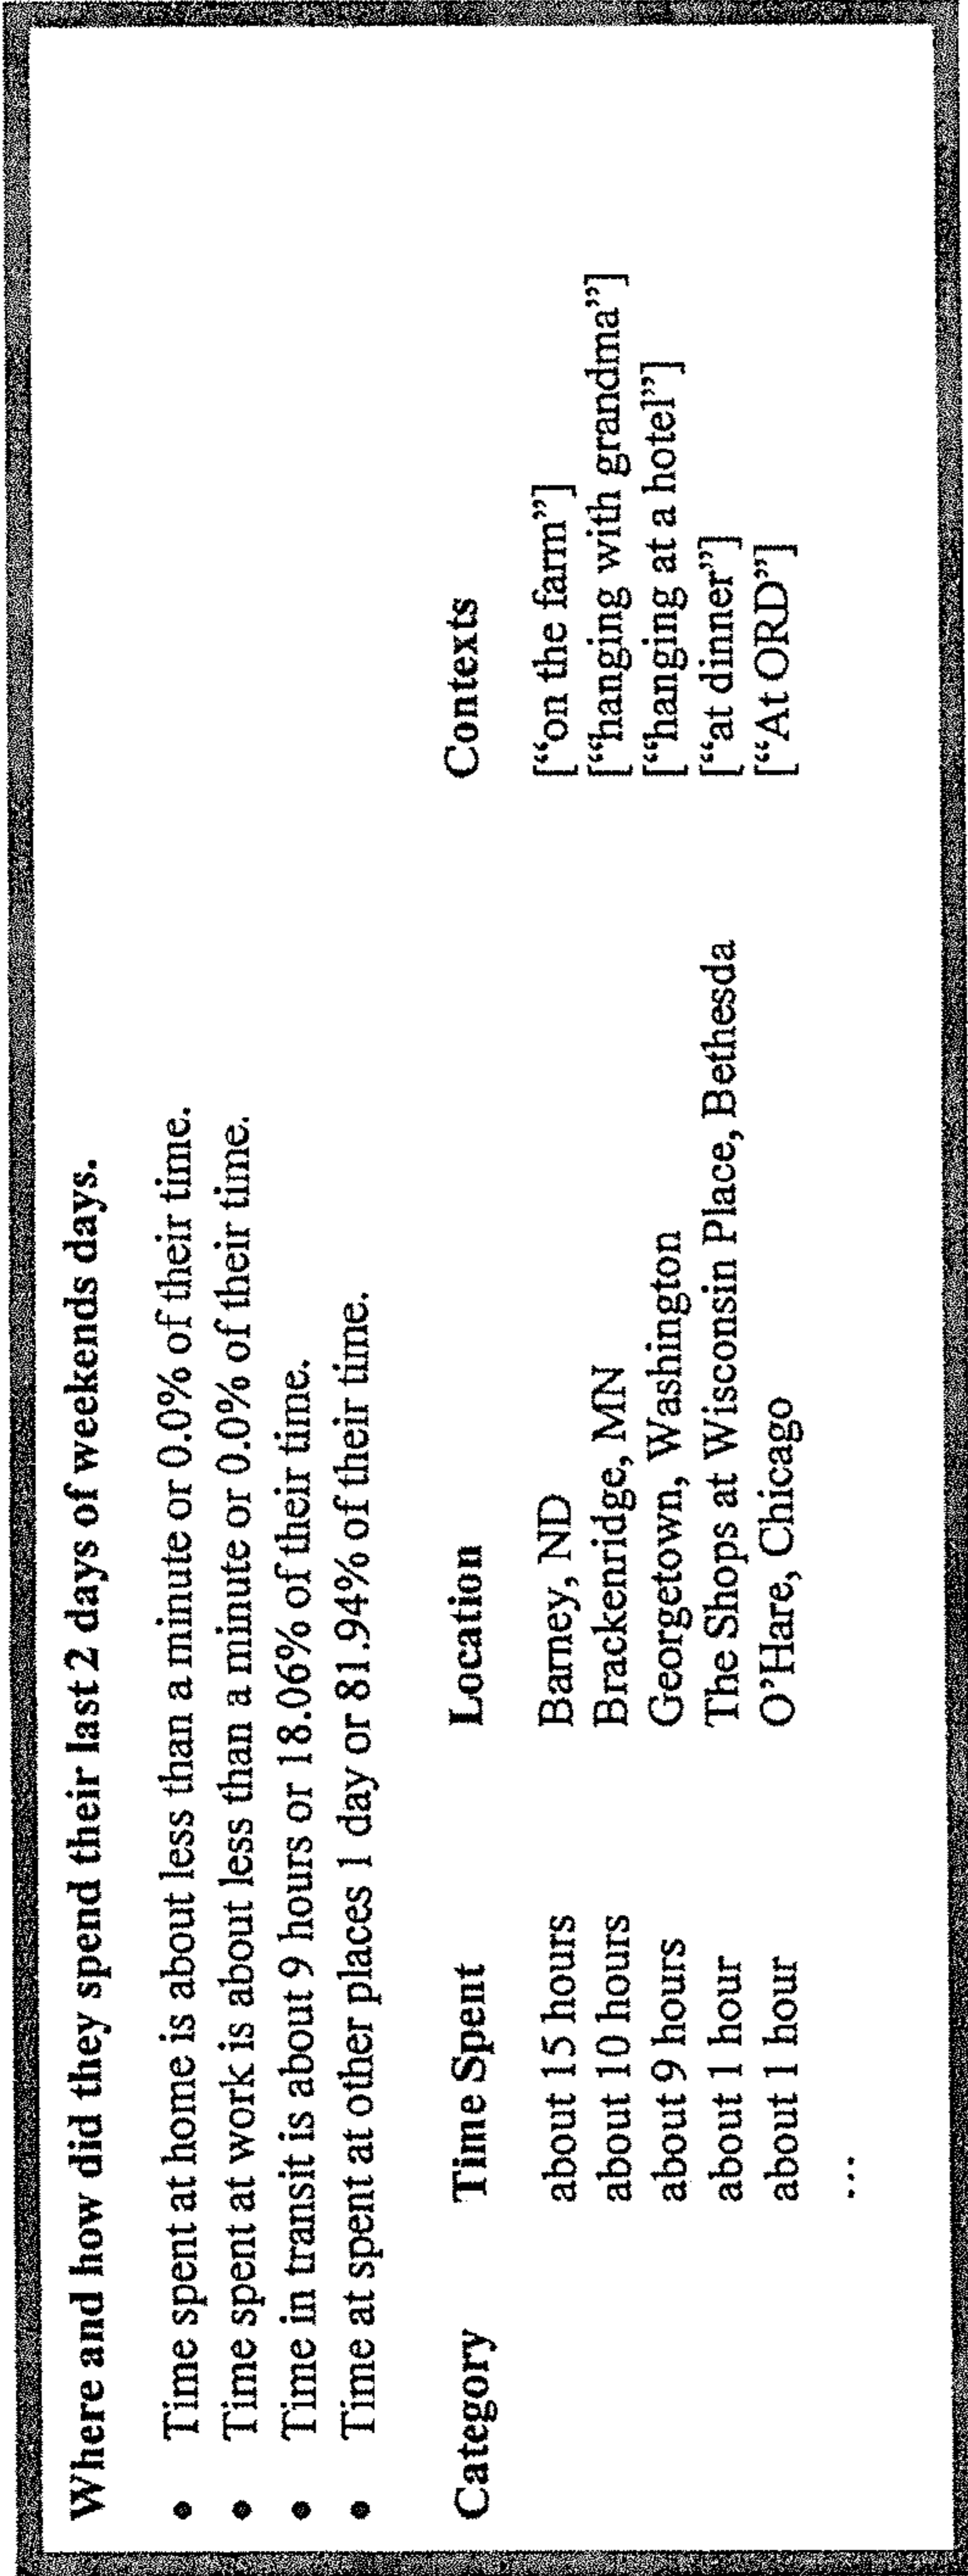 Where and how did they spend their last 2 days of weekends days.
• Time spent at home is about less than a minute or 0.0% of their time.
• Time spent at work is about less than a minute or 0.0% of their time.
• Time in transit is about 9 hours or 18.06% of their time.
• Time at spent at other places 1 day or 81.94% of their time.
Category Time Spent Location Contexts
about 15 hours Barney, ND [“on the farm”]
about 10 hours Brackenridge, MN [“hanging with grandma”]
about 9 hours Georgetown, Washington [“hanging at a hotel”]
about 1 hour The Shops at Wisconsin Place, Bethesda [“at dinner”]
about 1 hour O’Hare, Chicago [“At ORD”]
...